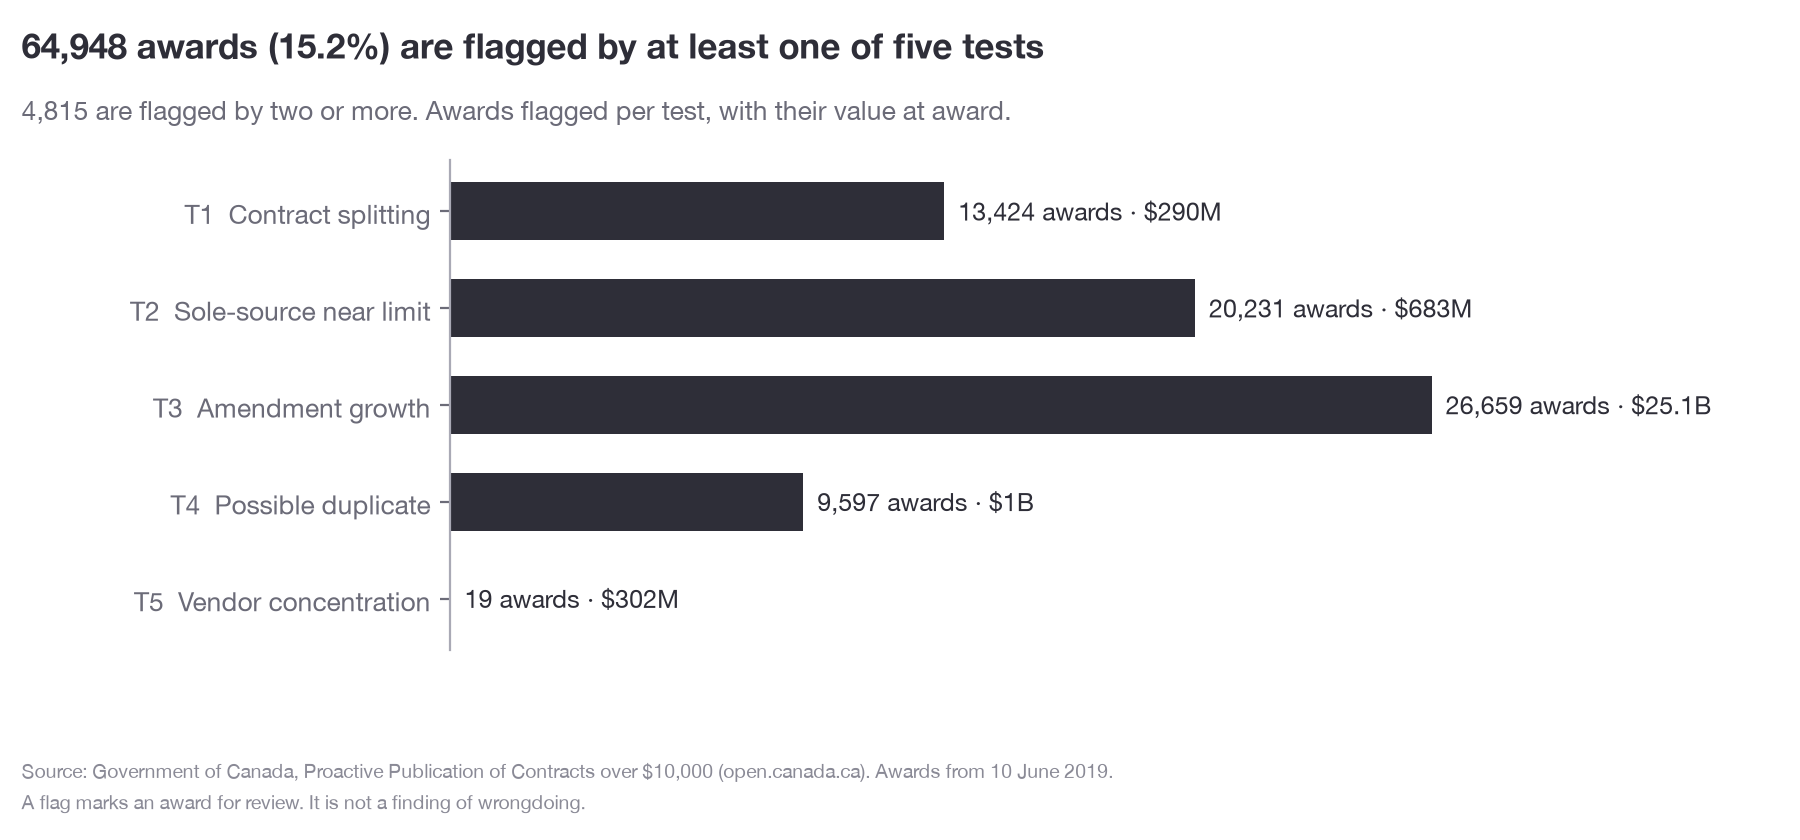 64,948 awards (15.2%) are flagged by at least one of five tests
4,815 are flagged by two or more. Awards flagged per test, with their value at award.
T1 Contract splitting 13,424 awards · $290M
T2 Sole-source near limit 20,231 awards · $683M
T3 Amendment growth 26,659 awards · $25.1B
T4 Possible duplicate 9,597 awards · $1B
T5 Vendor concentration 19 awards · $302M
Source: Government of Canada, Proactive Publication of Contracts over $10,000 (open.canada.ca). Awards from 10 June 2019.
A flag marks an award for review. It is not a finding of wrongdoing.